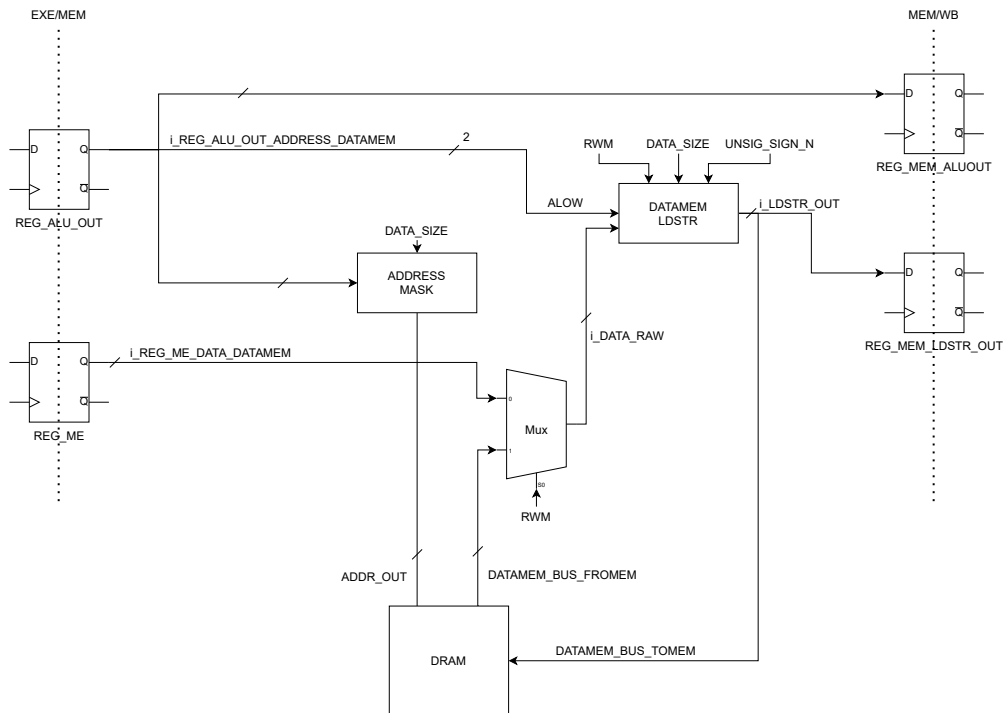 EXE/MEM
MEM/WB
D
Q
Q
REG_MEM_ALUOUT
i_REG_ALU_OUT_ADDRESS_DATAMEM
2
D
Q
Q
REG_ALU_OUT
RWM
DATA_SIZE
UNSIG_SIGN_N
ALOW
DATAMEM
LDSTR
i_LDSTR_OUT
DATA_SIZE
ADDRESS
MASK
D
Q
Q
REG_MEM_LDSTR_OUT
i_DATA_RAW
i_REG_ME_DATA_DATAMEM
D
Q
Q
REG_ME
0
Mux
1
S0
RWM
ADDR_OUT
DATAMEM_BUS_FROMEM
DRAM
DATAMEM_BUS_TOMEM